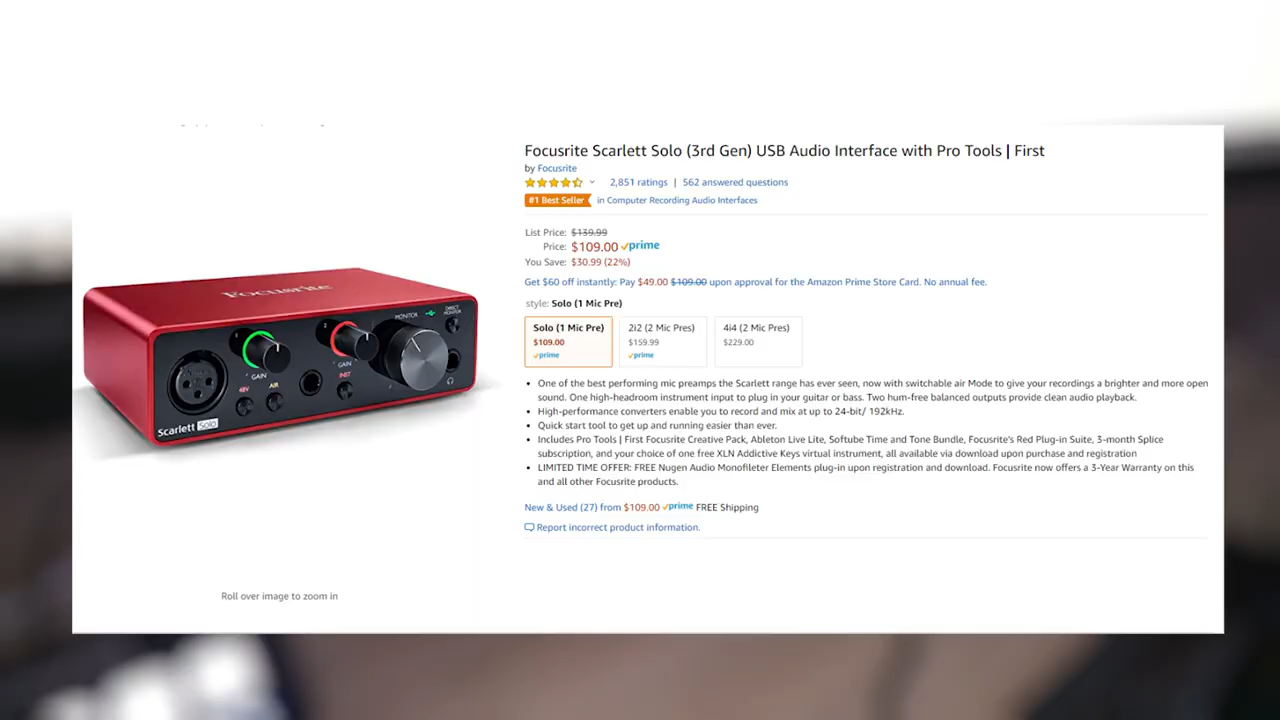 Focusrite Scarlett Solo (3rd Gen) USB Audio Interface with Pro Tools | First
by Focusrite
2,851 ratings | 562 answered questions
#1 Best Seller in Computer Recording Audio Interfaces
List Price: $139.99
Price: $109.00 prime
You Save: $30.99 (22%)
Get $60 off instantly: Pay $49.00 $109.00 upon approval for the Amazon Prime Store Card. No annual fee.
style: Solo (1 Mic Pre)
Solo (1 Mic Pre) 2i2 (2 Mic Pres) 4i4 (2 Mic Pres)
$109.00 $159.99 $229.00
prime prime
One of the best performing mic preamps the Scarlett range has ever seen, now with switchable air Mode to give your recordings a brighter and more open
sound. One high-headroom instrument input to plug in your guitar or bass. Two hum-free balanced outputs provide clean audio playback.
High-performance converters enable you to record and mix at up to 24-bit/ 192kHz.
Quick start tool to get up and running easier than ever.
Includes Pro Tools | First Focusrite Creative Pack, Ableton Live Lite, Softube Time and Tone Bundle, Focusrite's Red Plug-in Suite, 3-month Splice
subscription, and your choice of one free XLN Addictive Keys virtual instrument, all available via download upon purchase and registration
LIMITED TIME OFFER: FREE Nugen Audio Monofileter Elements plug-in upon registration and download. Focusrite now offers a 3-Year Warranty on this
and all other Focusrite products.
New & Used (27) from $109.00 prime FREE Shipping
Report incorrect product information.
Focusrite
MONITOR
DIRECT
MONITOR
1
2
GAIN
GAIN
48V
AIR
INST
Scarlett Solo
Roll over image to zoom in